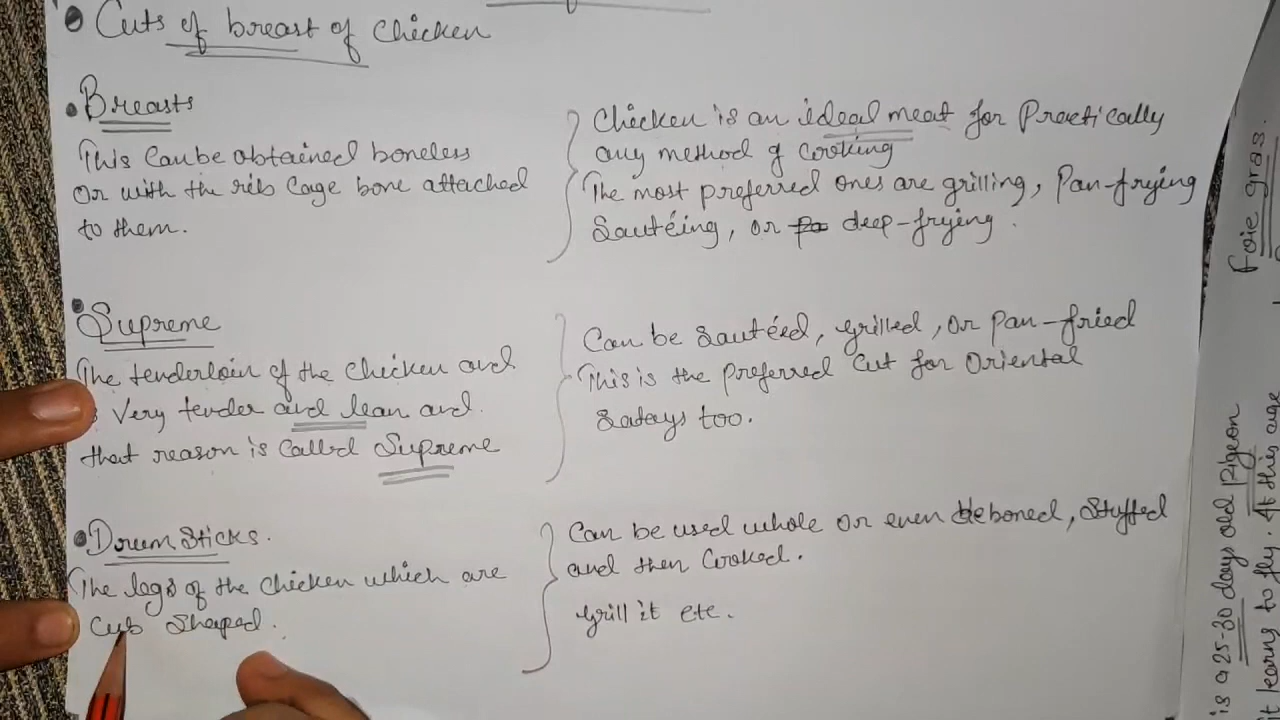 Cuts of breast of chicken
Breasts
This Can be obtained boneless
Or with the rib Cage bone attached
to them.
Chicken is an ideal meat for Practically
any method of cooking
The most preferred ones are grilling, Pan-frying
Sautéing, or deep-frying.
Supreme
The tenderloin of the Chicken and
Very tender and lean and
that reason is Called Supreme
Can be Sautéed, grilled, or Pan-fried
This is the preferred Cut for Oriental
Satays too.
Drum Sticks.
The legs of the Chicken which are
Cub Shaped.
Can be used whole or even deboned, Stuffed
and then Cooked.
Grill it etc.
foie gras.
is a 25-30 days old Pigeon
it learns to fly. At this age